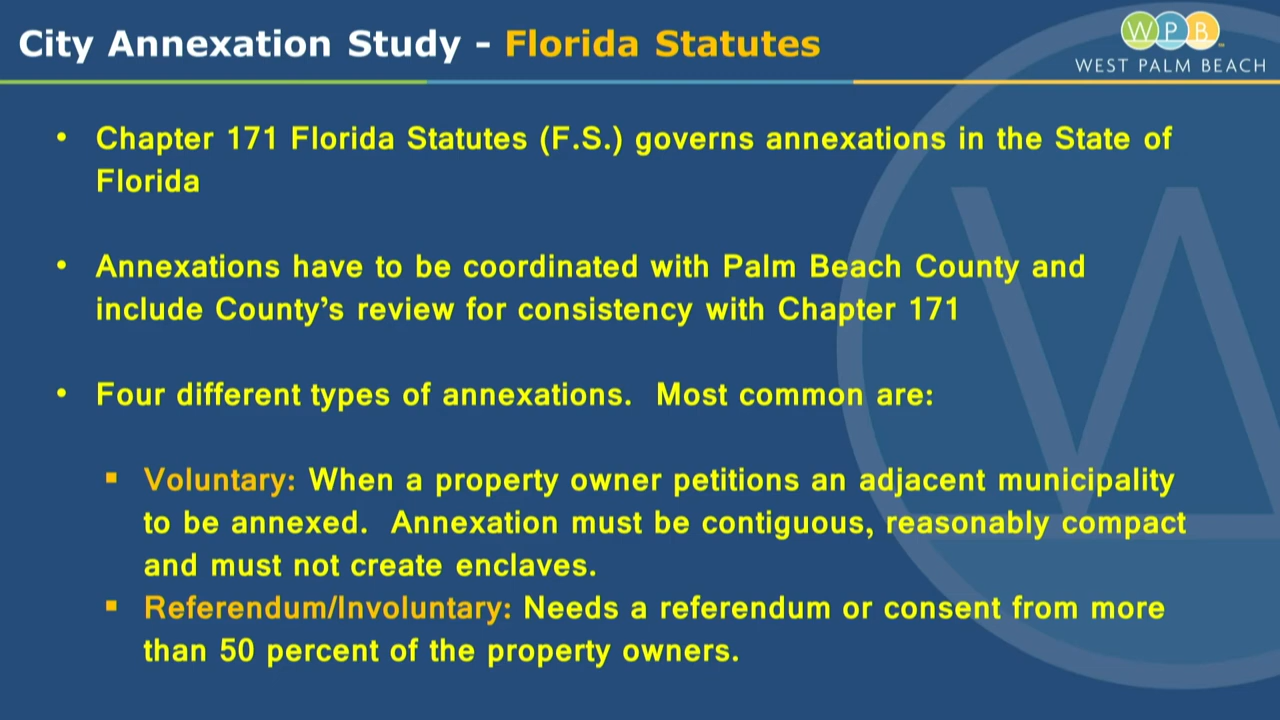 City Annexation Study - Florida Statutes
WPB
WEST PALM BEACH
• Chapter 171 Florida Statutes (F.S.) governs annexations in the State of
Florida
• Annexations have to be coordinated with Palm Beach County and
include County’s review for consistency with Chapter 171
• Four different types of annexations.  Most common are:
▪ Voluntary: When a property owner petitions an adjacent municipality
to be annexed.  Annexation must be contiguous, reasonably compact
and must not create enclaves.
▪ Referendum/Involuntary: Needs a referendum or consent from more
than 50 percent of the property owners.